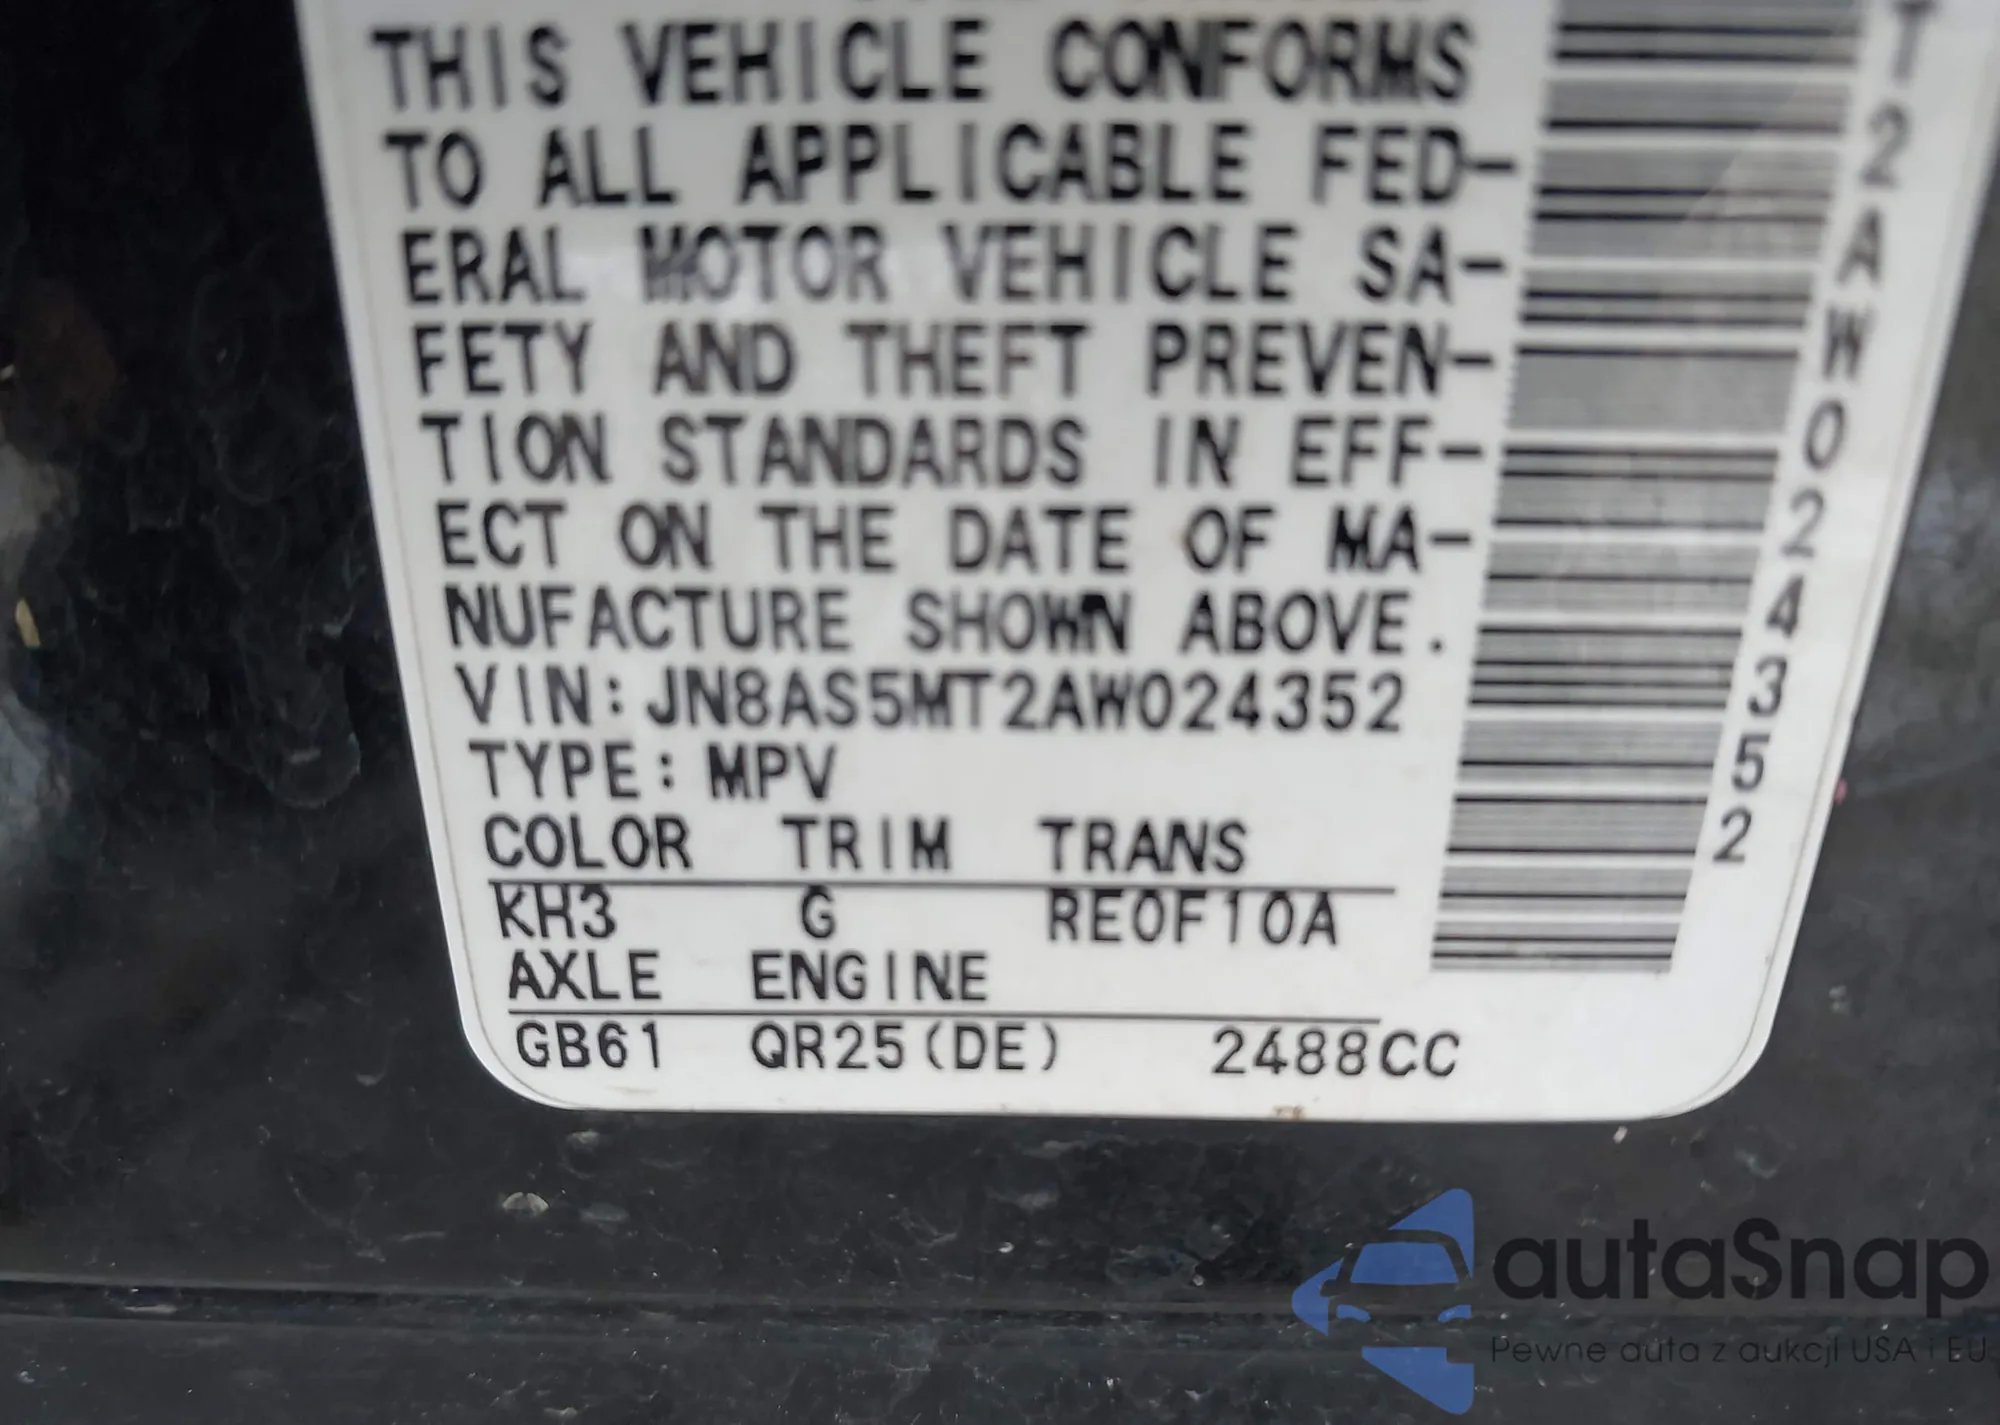 THIS VEHICLE CONFORMS
TO ALL APPLICABLE FED-
ERAL MOTOR VEHICLE SA-
FETY AND THEFT PREVEN-
TION STANDARDS IN EFF-
ECT ON THE DATE OF MA-
NUFACTURE SHOWN ABOVE.
VIN:JN8AS5MT2AW024352
TYPE:MPV
COLOR TRIM TRANS
KH3 G RE0F10A
AXLE ENGINE
GB61 QR25(DE) 2488CC
T2AW024352
autaSnap
Pewne auta z aukcji USA i EU